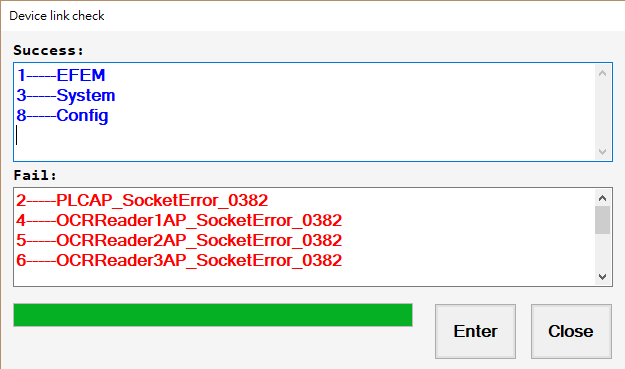 Device link check
Success:
1-----EFEM
3-----System
8-----Config
Fail:
2-----PLCAP_SocketError_0382
4-----OCRReader1AP_SocketError_0382
5-----OCRReader2AP_SocketError_0382
6-----OCRReader3AP_SocketError_0382
Enter Close